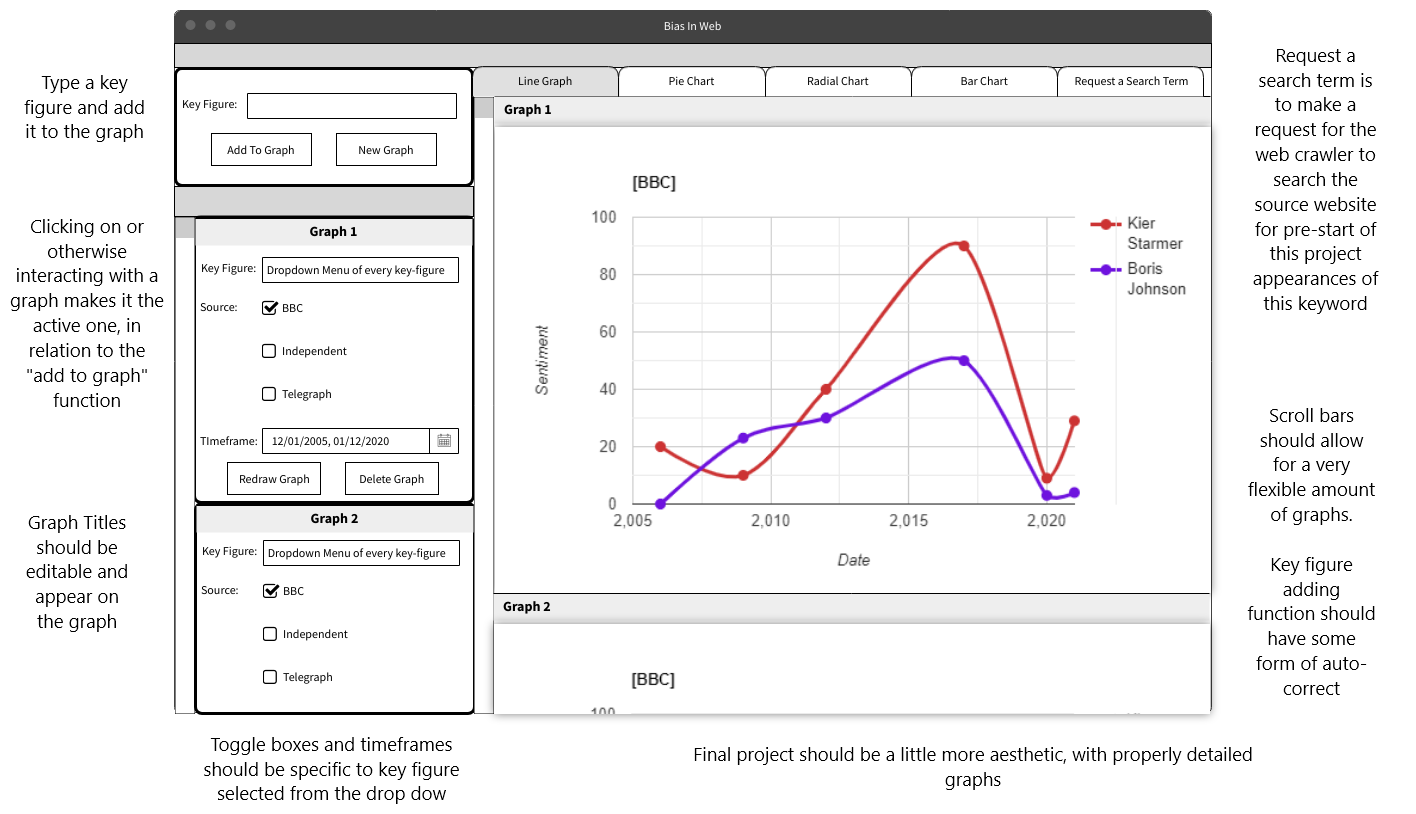 Bias In Web
Type a key
figure and add
it to the graph
Key Figure:
Add To Graph
New Graph
Line Graph
Pie Chart
Radial Chart
Bar Chart
Request a Search Term
Request a
search term is
to make a
request for the
web crawler to
search the
source website
for pre-start of
this project
appearances of
this keyword
Clicking on or
otherwise
interacting with a
graph makes it the
active one, in
relation to the
"add to graph"
function
Graph 1
Key Figure:
Dropdown Menu of every key-figure
Source:
BBC
Independent
Telegraph
TImeframe:
12/01/2005, 01/12/2020
Redraw Graph
Delete Graph
Graph 2
Key Figure:
Dropdown Menu of every key-figure
Source:
BBC
Independent
Telegraph
Graph 1
[BBC]
100
80
60
40
20
0
Sentiment
2,005
2,010
2,015
2,020
Date
Kier
Starmer
Boris
Johnson
Graph 2
[BBC]
100
Graph Titles
should be
editable and
appear on
the graph
Scroll bars
should allow
for a very
flexible amount
of graphs.
Key figure
adding
function should
have some
form of auto-
correct
Toggle boxes and timeframes
should be specific to key figure
selected from the drop dow
Final project should be a little more aesthetic, with properly detailed
graphs